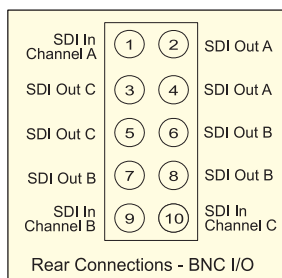 SDI In
Channel A
1
2
SDI Out A
SDI Out C
3
4
SDI Out A
SDI Out C
5
6
SDI Out B
SDI Out B
7
8
SDI Out B
SDI In
Channel B
9
10
SDI In
Channel C
Rear Connections - BNC I/O